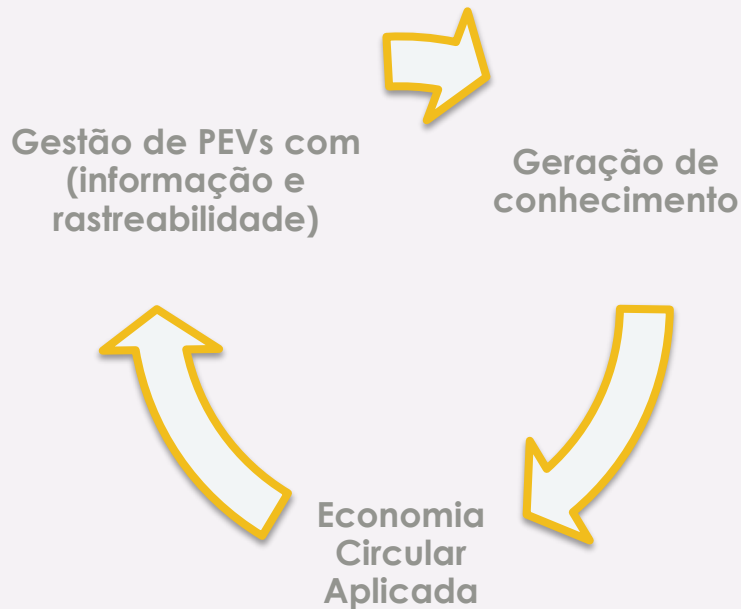 Gestão de PEVs com
(informação e
rastreabilidade)
Geração de
conhecimento
Economia
Circular
Aplicada